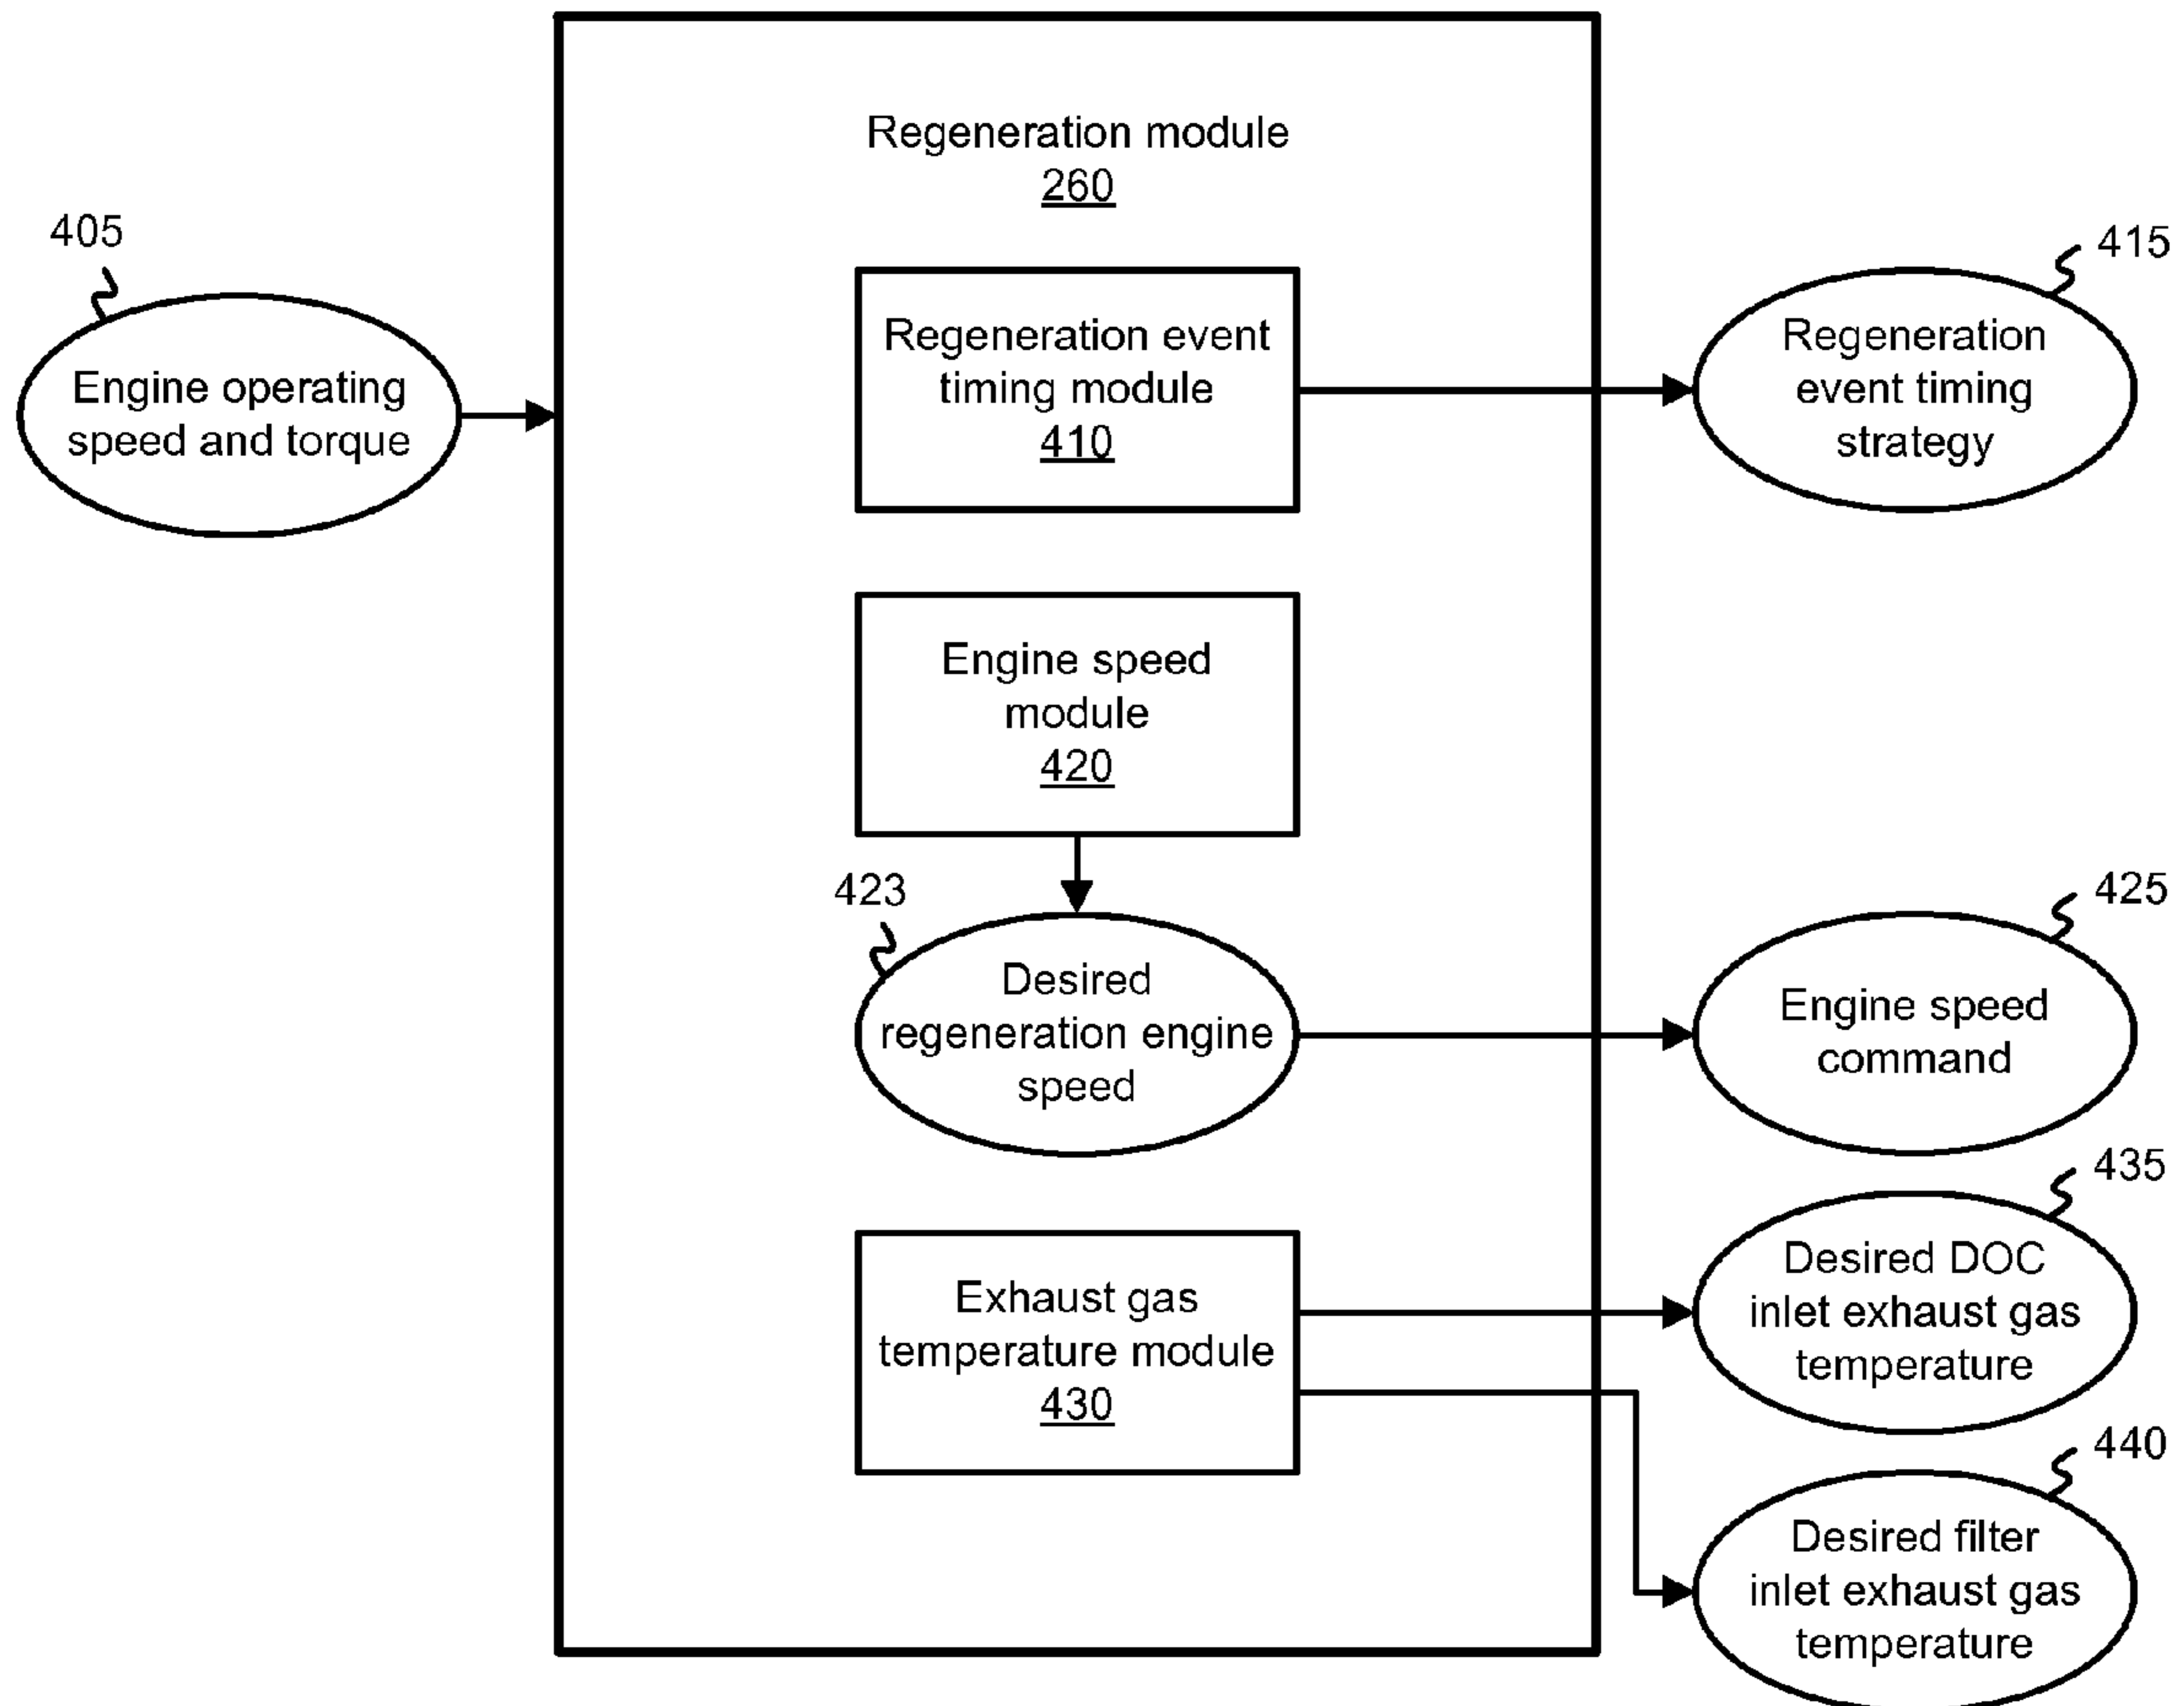 Regeneration module
260
405
Engine operating
speed and torque
Regeneration event
timing module
410
415
Regeneration
event timing
strategy
Engine speed
module
420
423
Desired
regeneration engine
speed
425
Engine speed
command
Exhaust gas
temperature module
430
435
Desired DOC
inlet exhaust gas
temperature
440
Desired filter
inlet exhaust gas
temperature